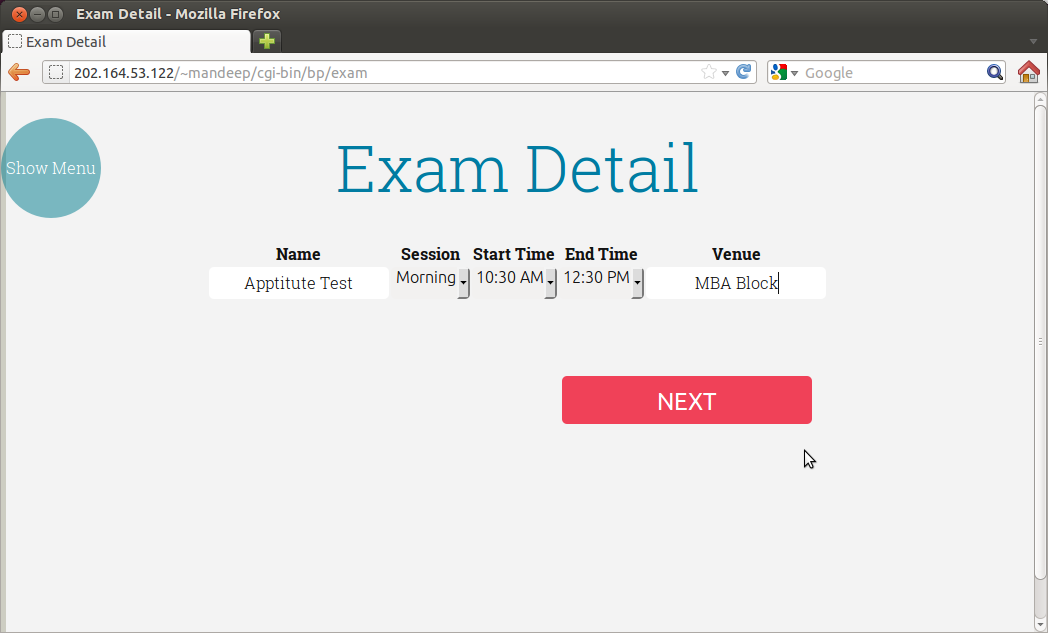 Exam Detail - Mozilla Firefox
Exam Detail
202.164.53.122/~mandeep/cgi-bin/bp/exam
Google
Show Menu
Exam Detail
Name Session Start Time End Time Venue
Apptitute Test Morning 10:30 AM 12:30 PM MBA Block
NEXT